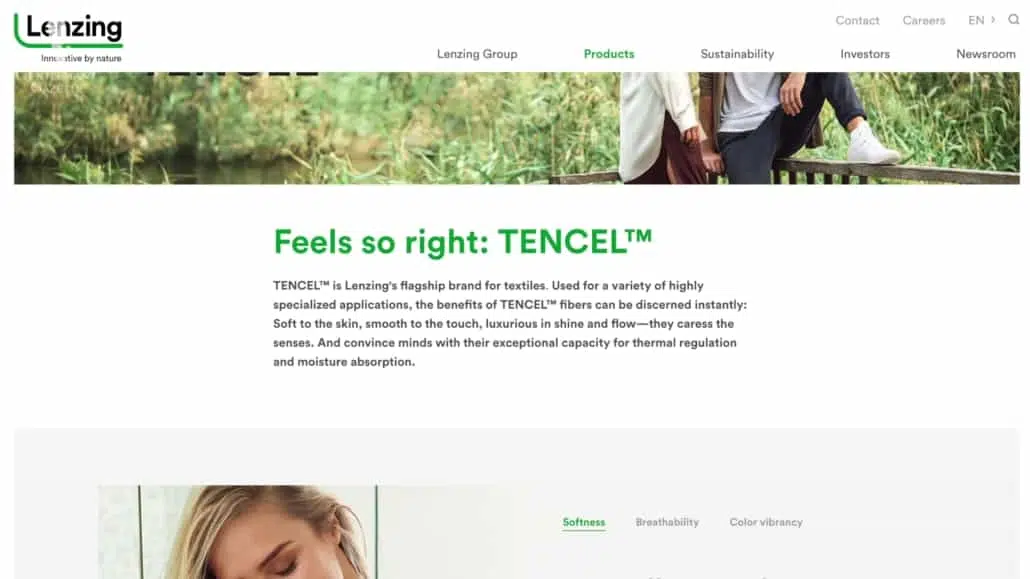 Lenzing
Innovative by nature
Contact
Careers
EN
Lenzing Group
Products
Sustainability
Investors
Newsroom
Feels so right: TENCEL™
TENCEL™ is Lenzing's flagship brand for textiles. Used for a variety of highly
specialized applications, the benefits of TENCEL™ fibers can be discerned instantly:
Soft to the skin, smooth to the touch, luxurious in shine and flow—they caress the
senses. And convince minds with their exceptional capacity for thermal regulation
and moisture absorption.
Softness
Breathability
Color vibrancy